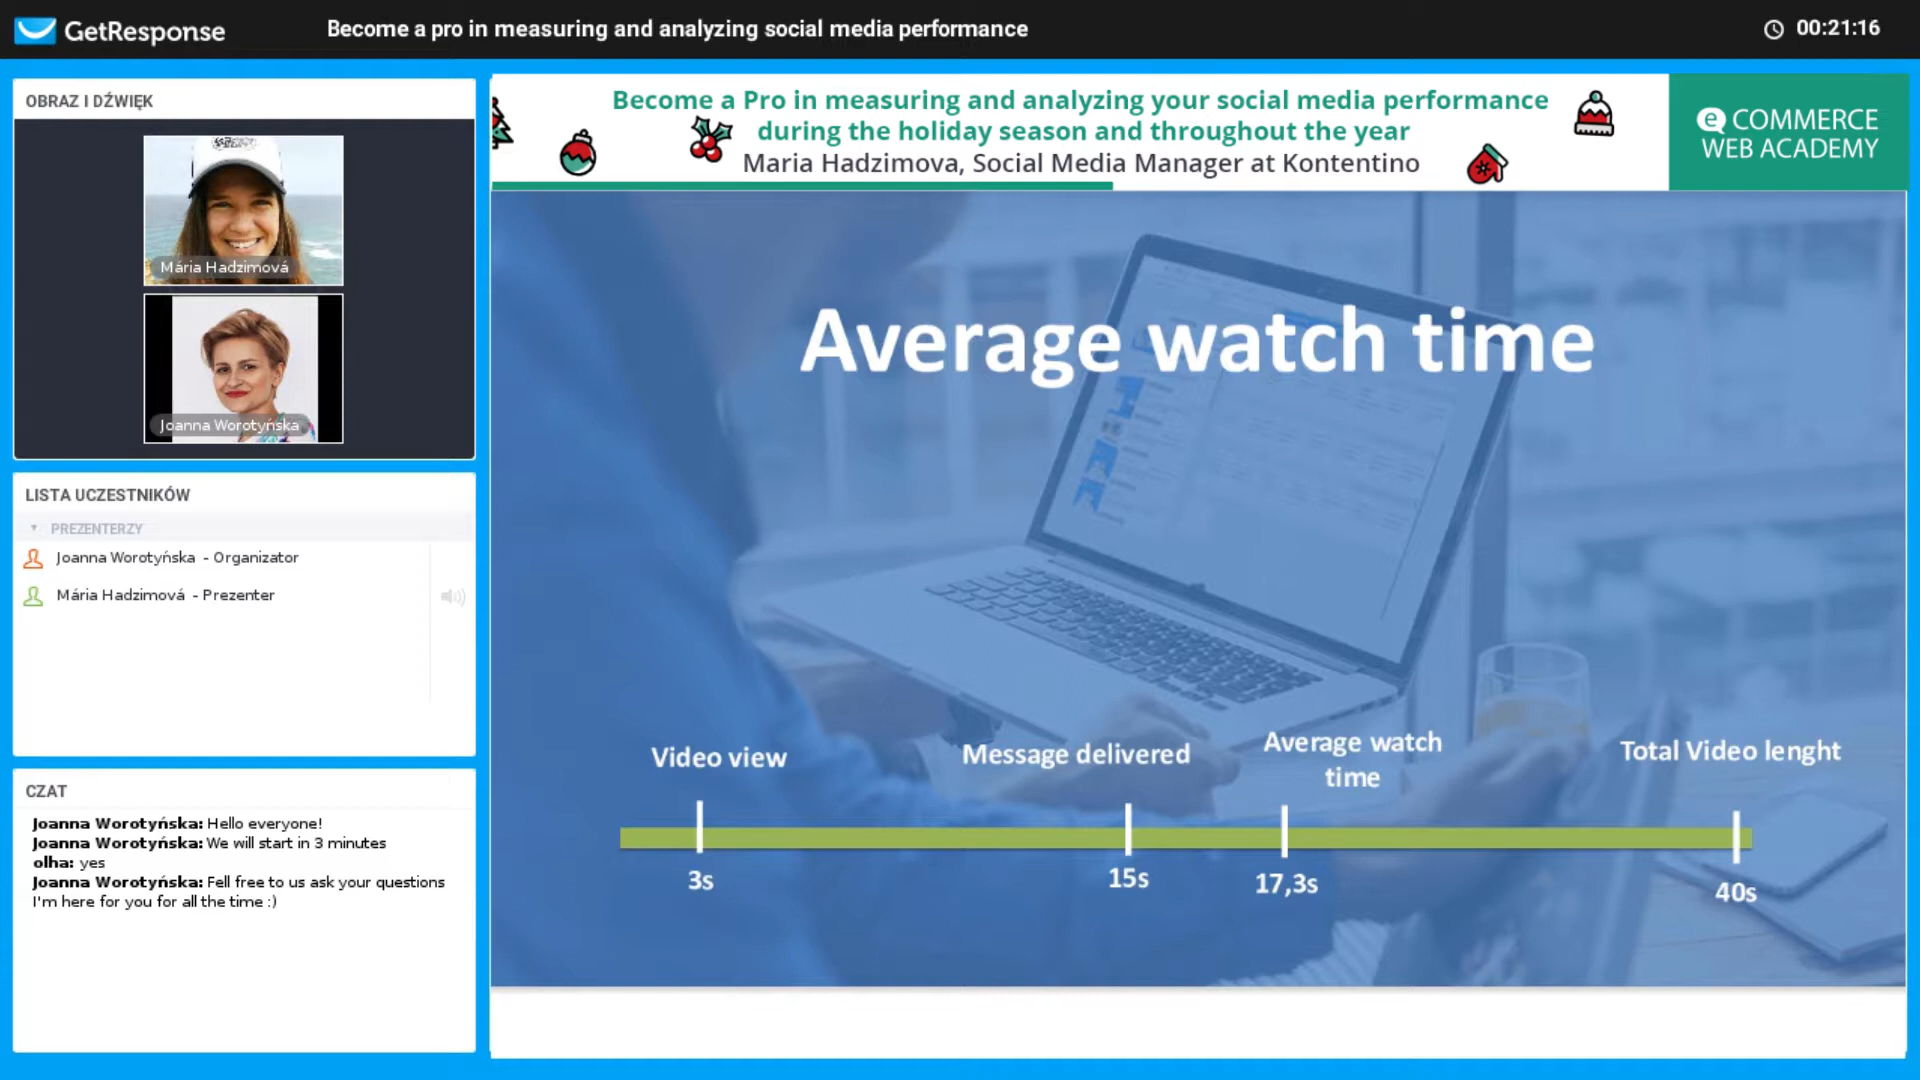 GetResponse
Become a pro in measuring and analyzing social media performance
00:21:16
OBRAZ I DŹWIĘK
Mária Hadzimová
Joanna Worotyńska
LISTA UCZESTNIKÓW
PREZENTERZY
Joanna Worotyńska - Organizator
Mária Hadzimová - Prezenter
CZAT
Joanna Worotyńska: Hello everyone!
Joanna Worotyńska: We will start in 3 minutes
olha: yes
Joanna Worotyńska: Fell free to us ask your questions
I'm here for you for all the time :)
Become a Pro in measuring and analyzing your social media performance
during the holiday season and throughout the year
Maria Hadzimova, Social Media Manager at Kontentino
e COMMERCE
WEB ACADEMY
Average watch time
Video view
Message delivered
Average watch
time
Total Video lenght
3s
15s
17,3s
40s